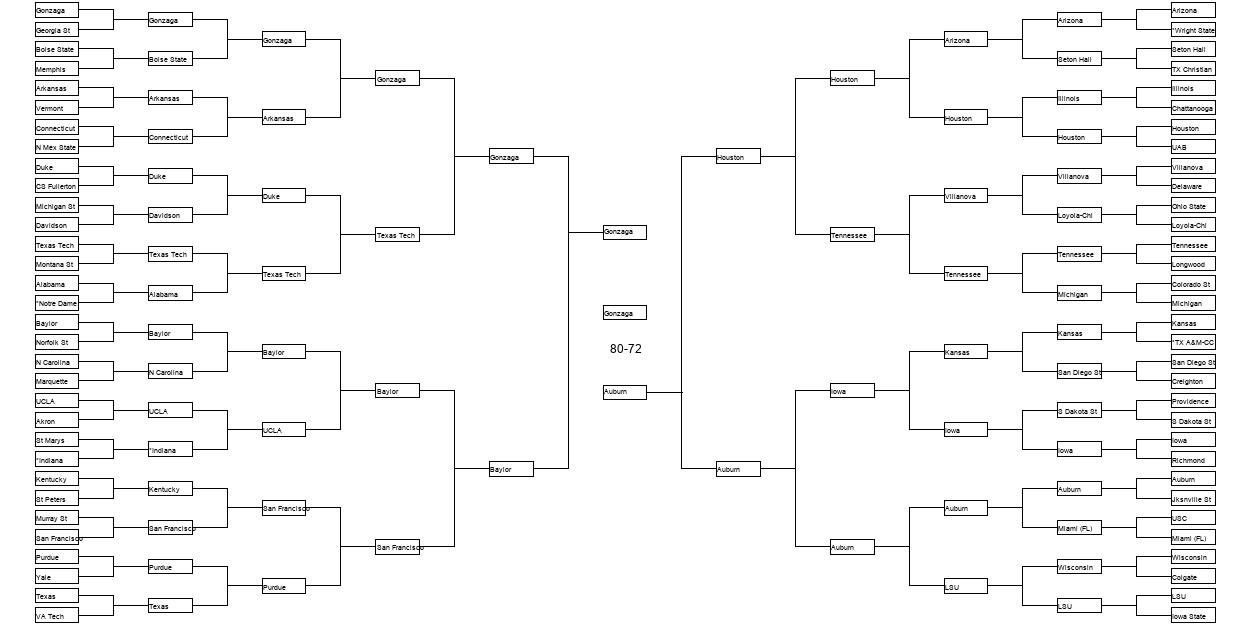 Gonzaga
Georgia St
Boise State
Memphis
Arkansas
Vermont
Connecticut
N Mex State
Duke
CS Fullerton
Michigan St
Davidson
Texas Tech
Montana St
Alabama
*Notre Dame
Baylor
Norfolk St
N Carolina
Marquette
UCLA
Akron
St Marys
*Indiana
Kentucky
St Peters
Murray St
San Francisco
Purdue
Yale
Texas
VA Tech
Gonzaga
Boise State
Arkansas
Connecticut
Duke
Davidson
Texas Tech
Alabama
Baylor
N Carolina
UCLA
*Indiana
Kentucky
San Francisco
Purdue
Texas
Gonzaga
Arkansas
Duke
Texas Tech
Baylor
UCLA
San Francisco
Purdue
Gonzaga
Texas Tech
Baylor
San Francisco
Gonzaga
Baylor
Gonzaga
Gonzaga
80-72
Auburn
Houston
Auburn
Houston
Tennessee
Iowa
Auburn
Arizona
Houston
Villanova
Tennessee
Kansas
Iowa
Auburn
LSU
Arizona
Seton Hall
Illinois
Houston
Villanova
Loyola-Chi
Tennessee
Michigan
Kansas
San Diego St
S Dakota St
Iowa
Auburn
Miami (FL)
Wisconsin
LSU
Arizona
*Wright State
Seton Hall
TX Christian
Illinois
Chattanooga
Houston
UAB
Villanova
Delaware
Ohio State
Loyola-Chi
Tennessee
Longwood
Colorado St
Michigan
Kansas
*TX A&M-CC
San Diego St
Creighton
Providence
S Dakota St
Iowa
Richmond
Auburn
Jksnville St
USC
Miami (FL)
Wisconsin
Colgate
LSU
Iowa State